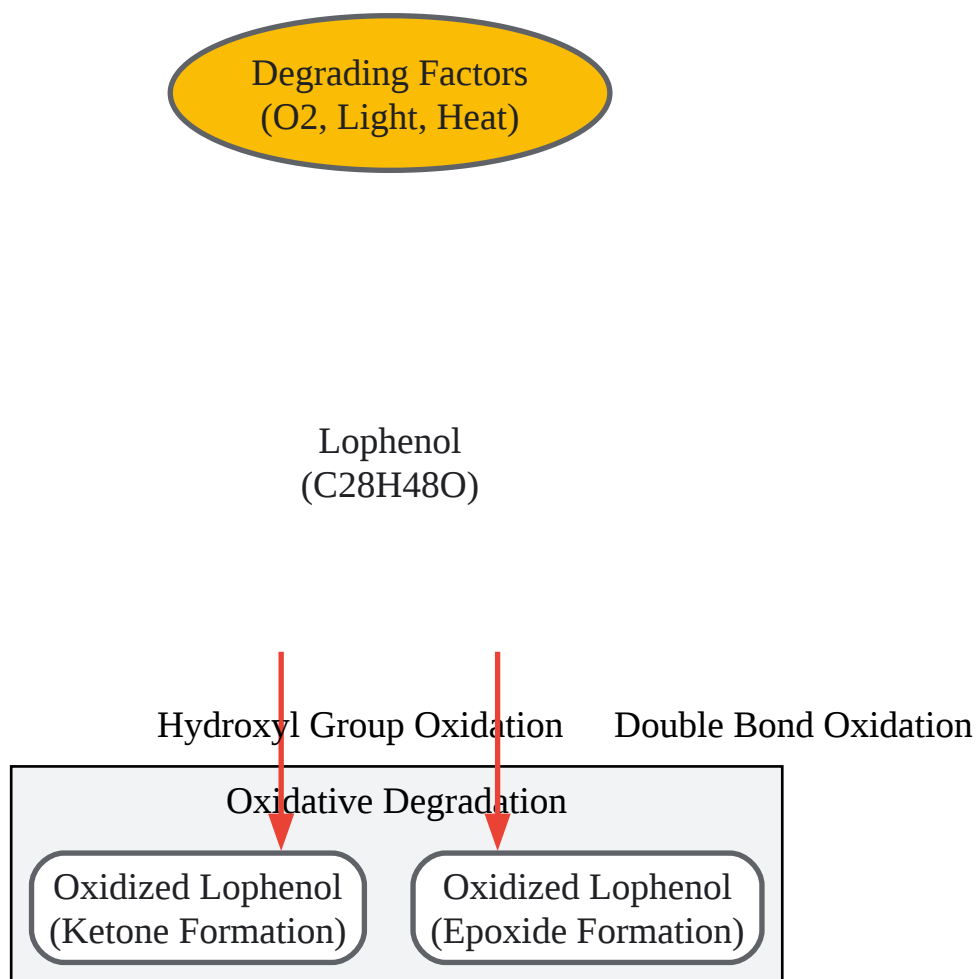 Degrading Factors
(O2, Light, Heat)
Lophenol
(C28H48O)
Hydroxyl Group Oxidation
Double Bond Oxidation
Oxidative Degradation
Oxidized Lophenol
(Ketone Formation)
Oxidized Lophenol
(Epoxide Formation)